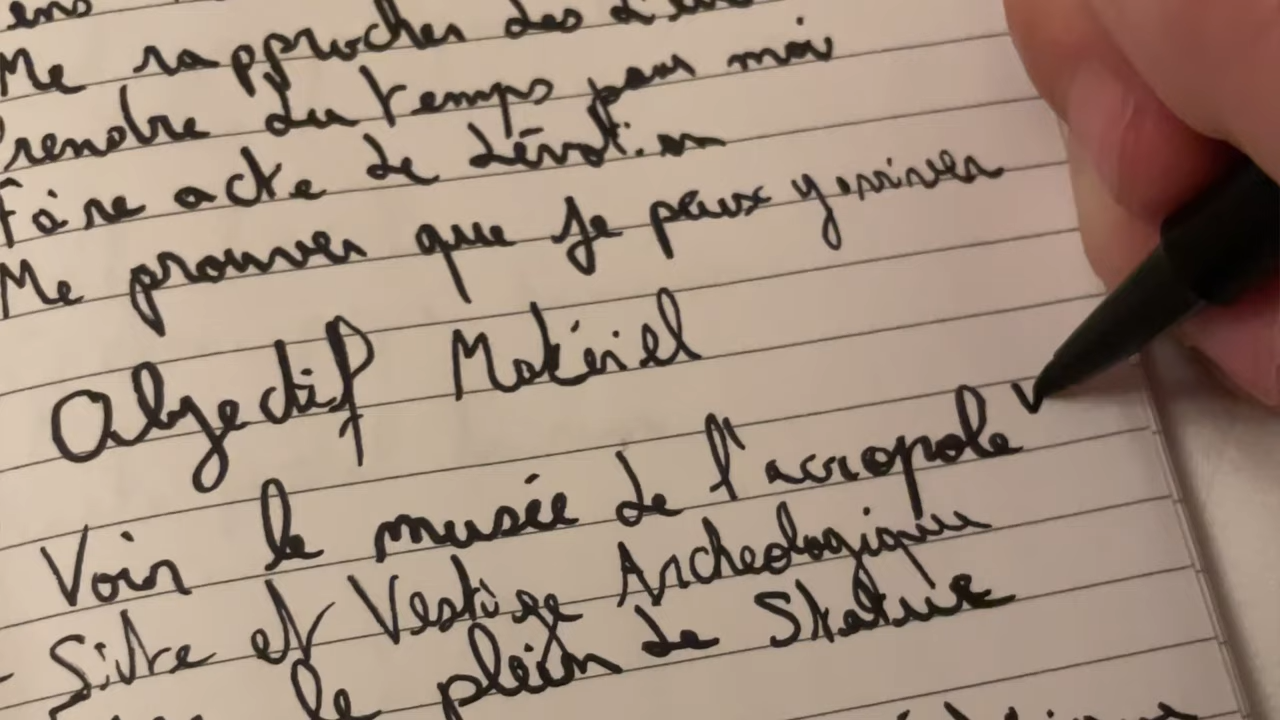 Me rapprocher des
Prendre du temps pour moi
Faire acte de dévotion
Me prouver que je peux y arriver
Objectif Matériel
Voir le musée de l'acropole
- Sitre et Vestige Archeologique
le plein de Statue